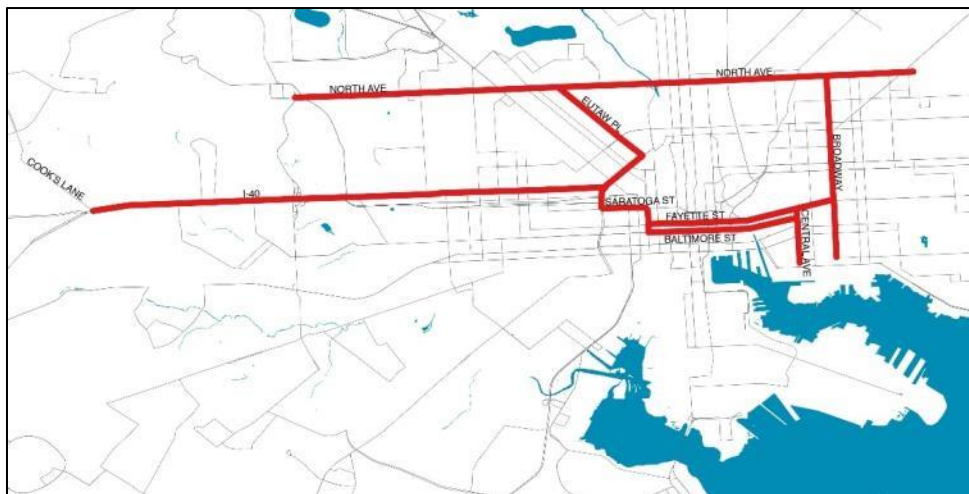 NORTH AVE
NORTH AVE
EUTAW PL
BROADWAY
COOK'S LANE
I-40
SARATOGA ST
FAYETTE ST
CENTRAL AVE
BALTIMORE ST